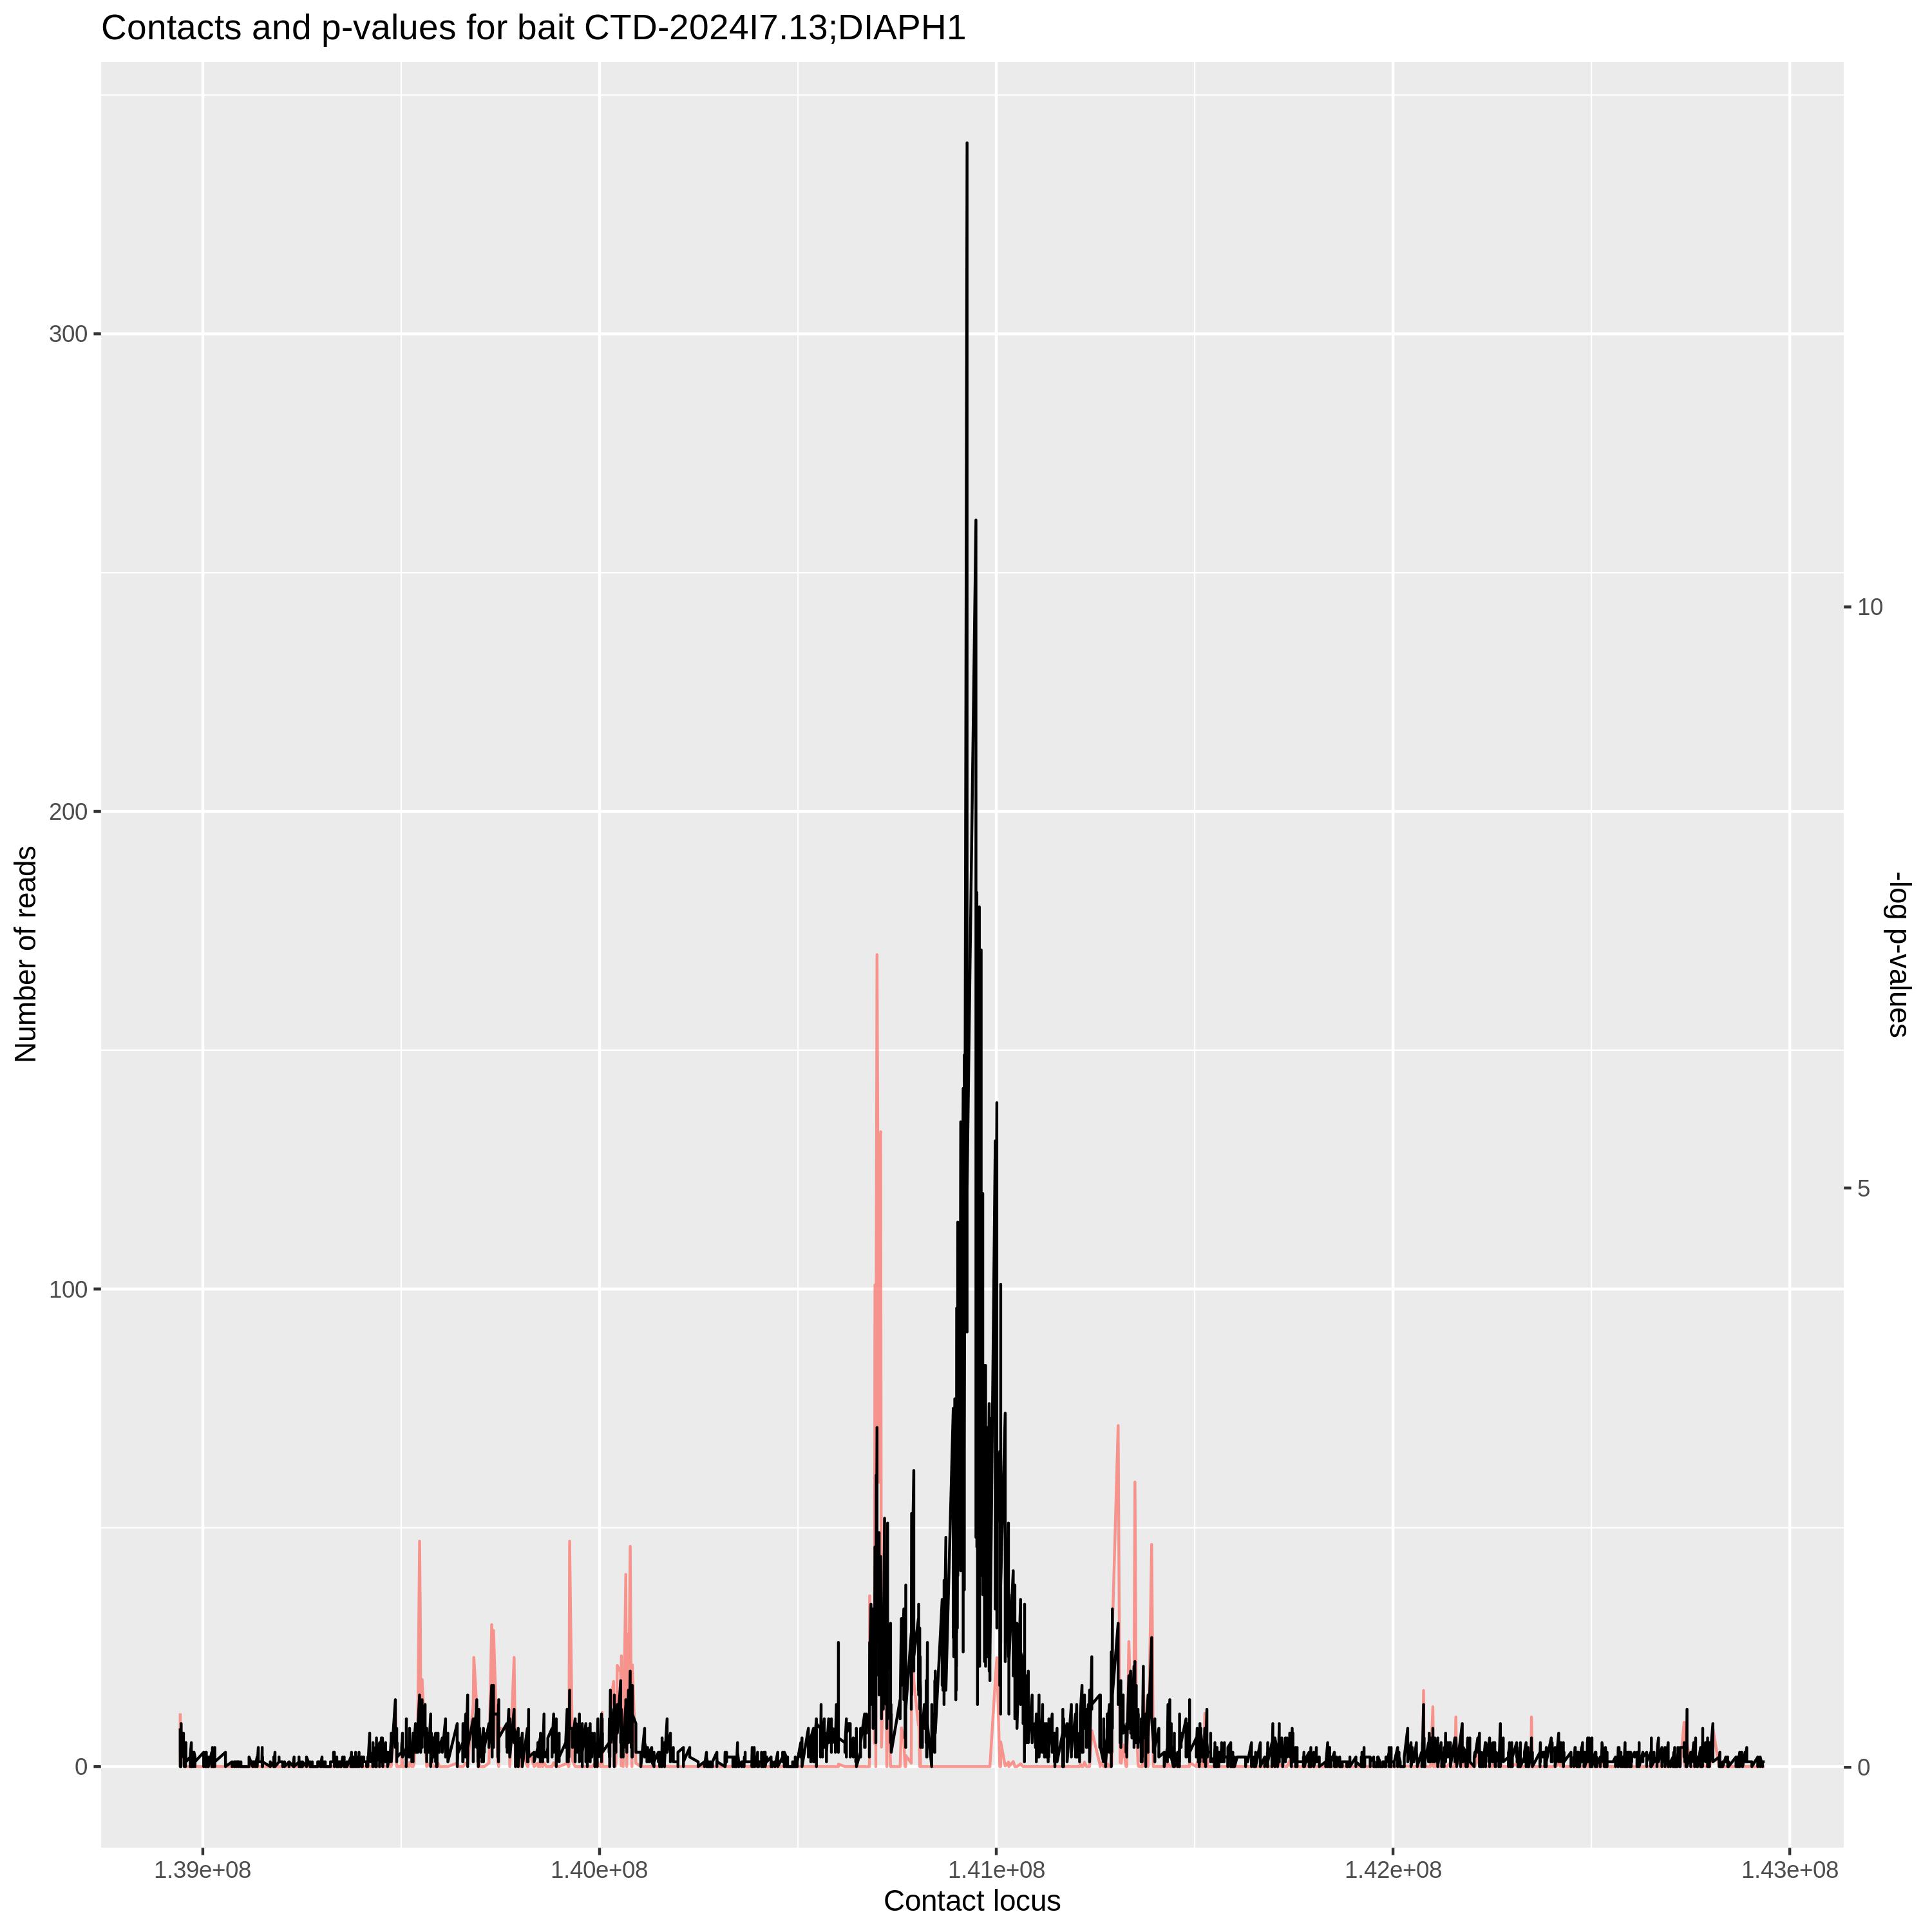 Contacts and p-values for bait CTD-2024I7.13;DIAPH1
Number of reads
300
200
100
0
10
5
0
-log p-values
1.39e+08 1.40e+08 1.41e+08 1.42e+08 1.43e+08
Contact locus